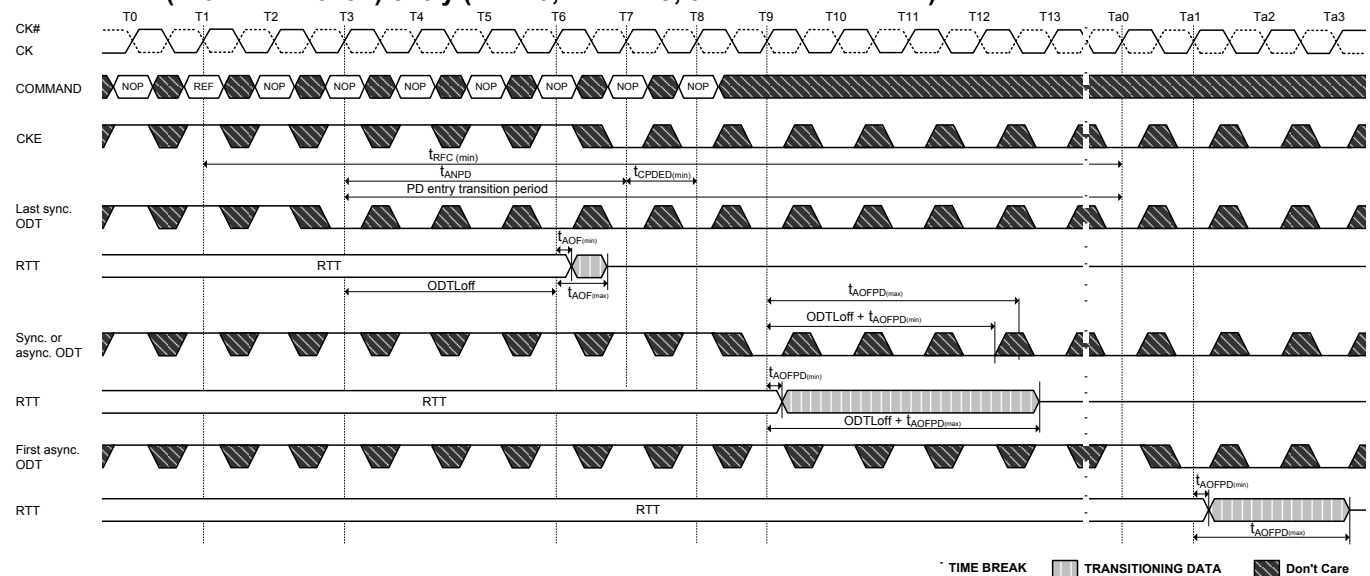 T0 T1 T2 T3 T4 T5 T6 T7 T8 T9 T10 T11 T12 T13 Ta0 Ta1 Ta2 Ta3
CK#
CK
COMMAND NOP REF NOP NOP NOP NOP NOP NOP NOP
CKE
tRFC (min)
tANPD tCPDED(min)
PD entry transition period
Last sync.
ODT
tAOF(min)
RTT RTT
ODTLoff tAOF(max)
tAOFPD(max)
ODTLoff + tAOFPD(min)
Sync. or
async. ODT
tAOFPD(min)
RTT RTT
ODTLoff + tAOFPD(max)
First async.
ODT
tAOFPD(min)
RTT RTT
tAOFPD(max)
TIME BREAK TRANSITIONING DATA Don't Care